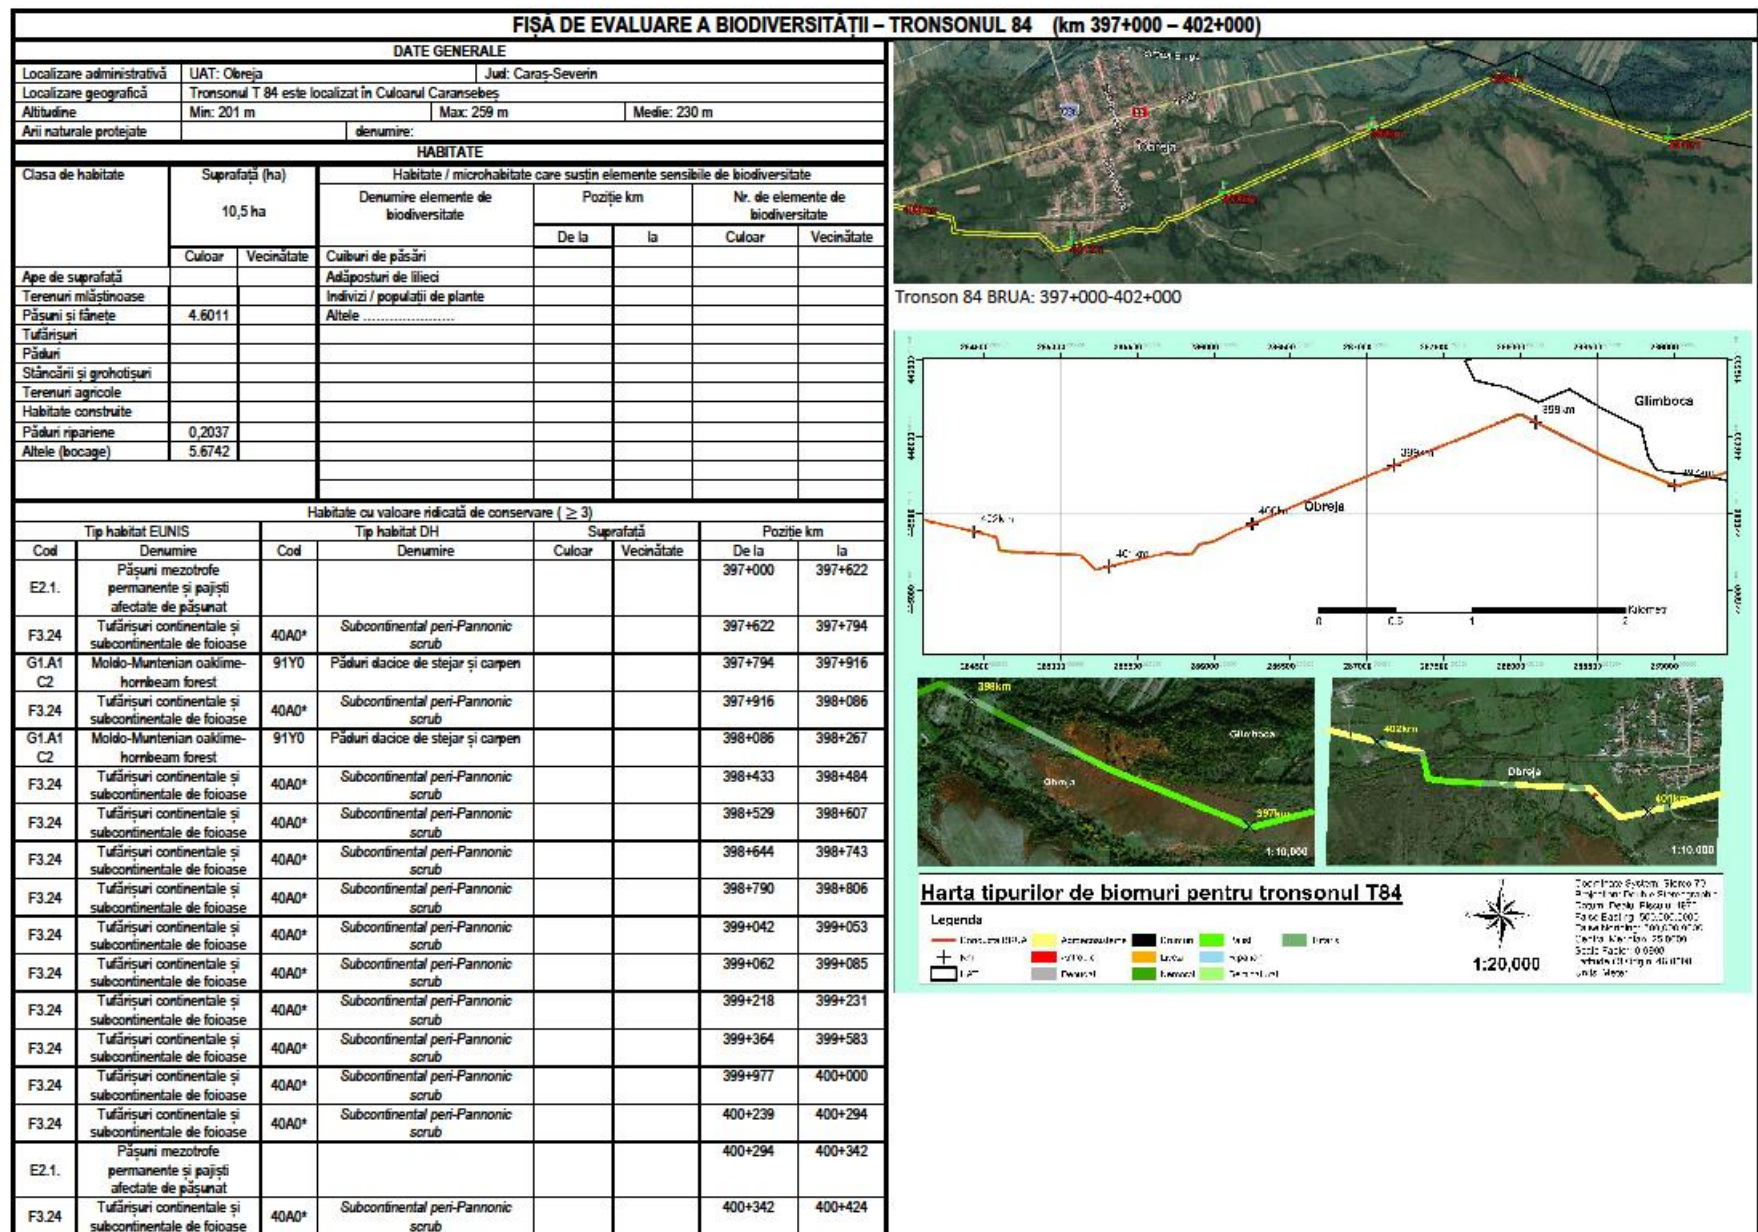 FIȘĂ DE EVALUARE A BIODIVERSITĂȚII – TRONSONUL 84 (km 397+000 – 402+000)
DATE GENERALE
Localizare administrativă UAT: Obreja Jud: Caraș-Severin
Localizare geografică Tronsonul T 84 este localizat în Culoarul Caransebeș
Altitudine Min: 201 m Max: 259 m Medie: 230 m
Arii naturale protejate denumire:
HABITATE
Clasa de habitate Suprafață (ha) Habitate / microhabitate care susțin elemente sensibile de biodiversitate
10,5 ha Denumire elemente de biodiversitate Poziție km Nr. de elemente de biodiversitate
De la la Culoar Vecinătate
Culoar Vecinătate Cuiburi de păsări
Ape de suprafață Adăposturi de lilieci
Terenuri mlăștinoase Indivizi / populații de plante
Pășuni și fânețe 4.6011 Altele ......................
Tufărișuri
Păduri
Stâncării și grohotișuri
Terenuri agricole
Habitate construite
Păduri ripariene 0,2037
Altele (bocage) 5.6742
Habitate cu valoare ridicată de conservare ( ≥ 3)
Tip habitat EUNIS Tip habitat DH Suprafață Poziție km
Cod Denumire Cod Denumire Culoar Vecinătate De la la
E2.1. Pășuni mezotrofe permanente și pajiști afectate de pășunat 397+000 397+622
F3.24 Tufărișuri continentale și subcontinentale de foioase 40A0* Subcontinental peri-Pannonic scrub 397+622 397+794
G1.A1C2 Moldo-Muntenian oaklime-hornbeam forest 91Y0 Păduri dacice de stejar și carpen 397+794 397+916
F3.24 Tufărișuri continentale și subcontinentale de foioase 40A0* Subcontinental peri-Pannonic scrub 397+916 398+086
G1.A1C2 Moldo-Muntenian oaklime-hornbeam forest 91Y0 Păduri dacice de stejar și carpen 398+086 398+267
F3.24 Tufărișuri continentale și subcontinentale de foioase 40A0* Subcontinental peri-Pannonic scrub 398+433 398+484
F3.24 Tufărișuri continentale și subcontinentale de foioase 40A0* Subcontinental peri-Pannonic scrub 398+529 398+607
F3.24 Tufărișuri continentale și subcontinentale de foioase 40A0* Subcontinental peri-Pannonic scrub 398+644 398+743
F3.24 Tufărișuri continentale și subcontinentale de foioase 40A0* Subcontinental peri-Pannonic scrub 398+790 398+806
F3.24 Tufărișuri continentale și subcontinentale de foioase 40A0* Subcontinental peri-Pannonic scrub 399+042 399+053
F3.24 Tufărișuri continentale și subcontinentale de foioase 40A0* Subcontinental peri-Pannonic scrub 399+062 399+085
F3.24 Tufărișuri continentale și subcontinentale de foioase 40A0* Subcontinental peri-Pannonic scrub 399+218 399+231
F3.24 Tufărișuri continentale și subcontinentale de foioase 40A0* Subcontinental peri-Pannonic scrub 399+364 399+583
F3.24 Tufărișuri continentale și subcontinentale de foioase 40A0* Subcontinental peri-Pannonic scrub 399+977 400+000
F3.24 Tufărișuri continentale și subcontinentale de foioase 40A0* Subcontinental peri-Pannonic scrub 400+239 400+294
E2.1. Pășuni mezotrofe permanente și pajiști afectate de pășunat 400+294 400+342
F3.24 Tufărișuri continentale și subcontinentale de foioase 40A0* Subcontinental peri-Pannonic scrub 400+342 400+424
Obreja
Tronson 84 BRUA: 397+000-402+000
Glimboca
Obreja
402km
401km
0 0.5 1 2
398km
Glimboca
Obreja
397km
1:10,000
402km
Obreja
401km
1:10,000
Harta tipurilor de biomuri pentru tronsonul T84
Legenda
UAT
1:20,000